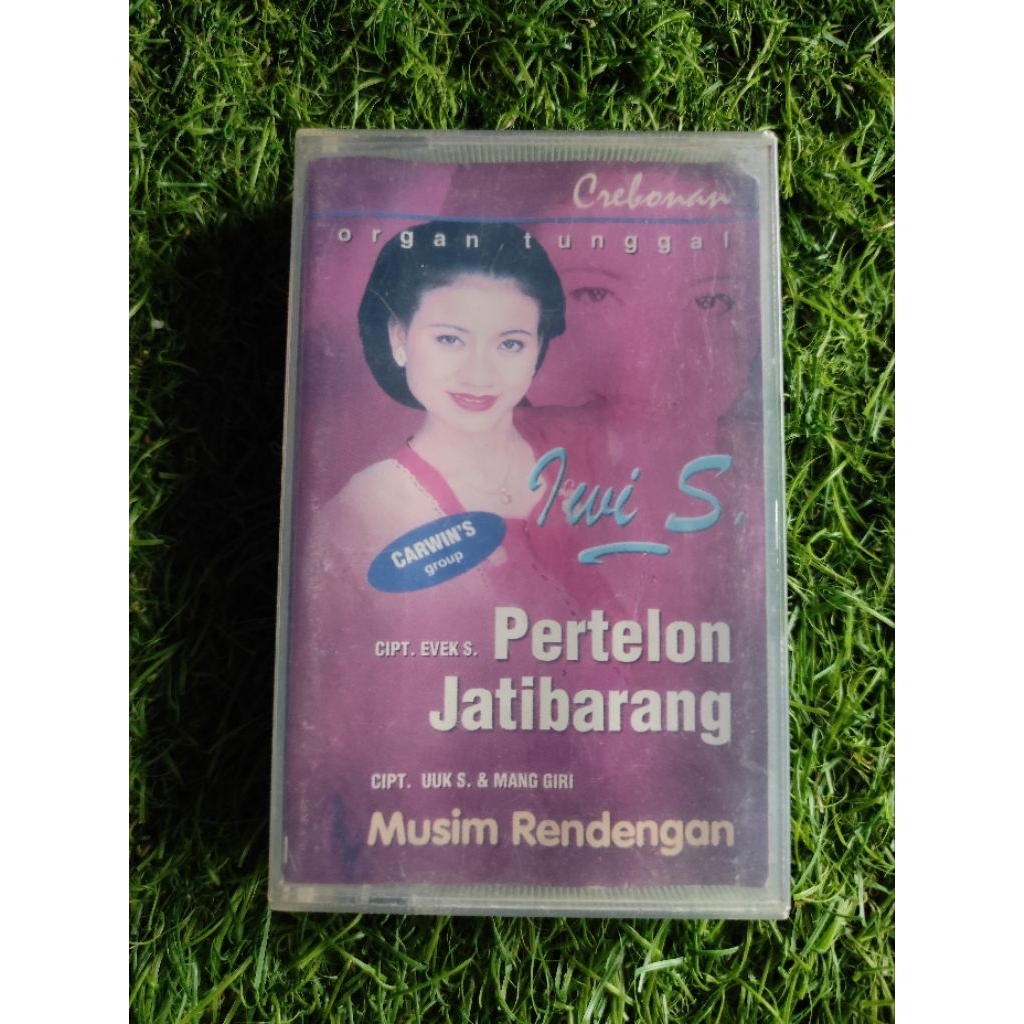 Crebonan
organ tunggal
Iwi S.
CARWIN'S
group
CIPT. EVEK S. Pertelon
Jatibarang
CIPT. UUK S. & MANG GIRI
Musim Rendengan